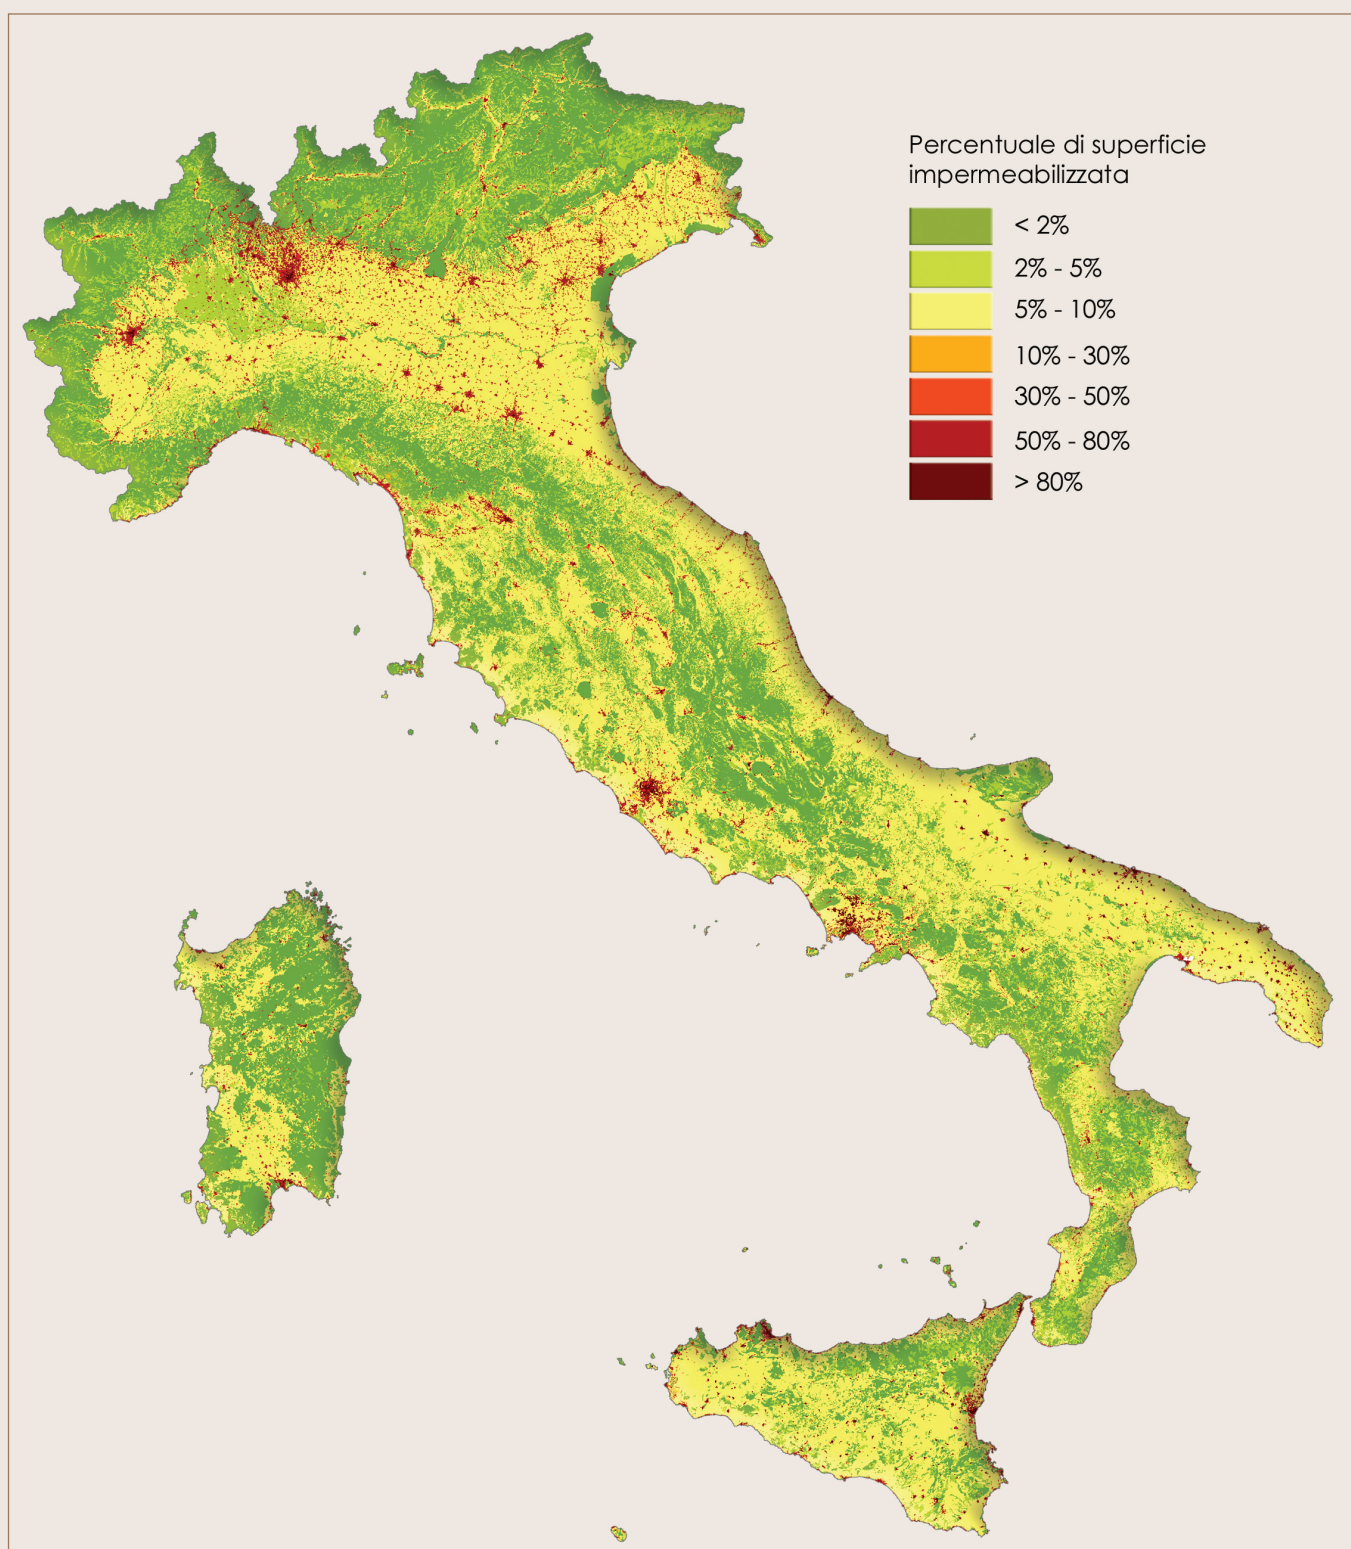 Percentuale di superficie
impermeabilizzata
< 2%
2% - 5%
5% - 10%
10% - 30%
30% - 50%
50% - 80%
> 80%